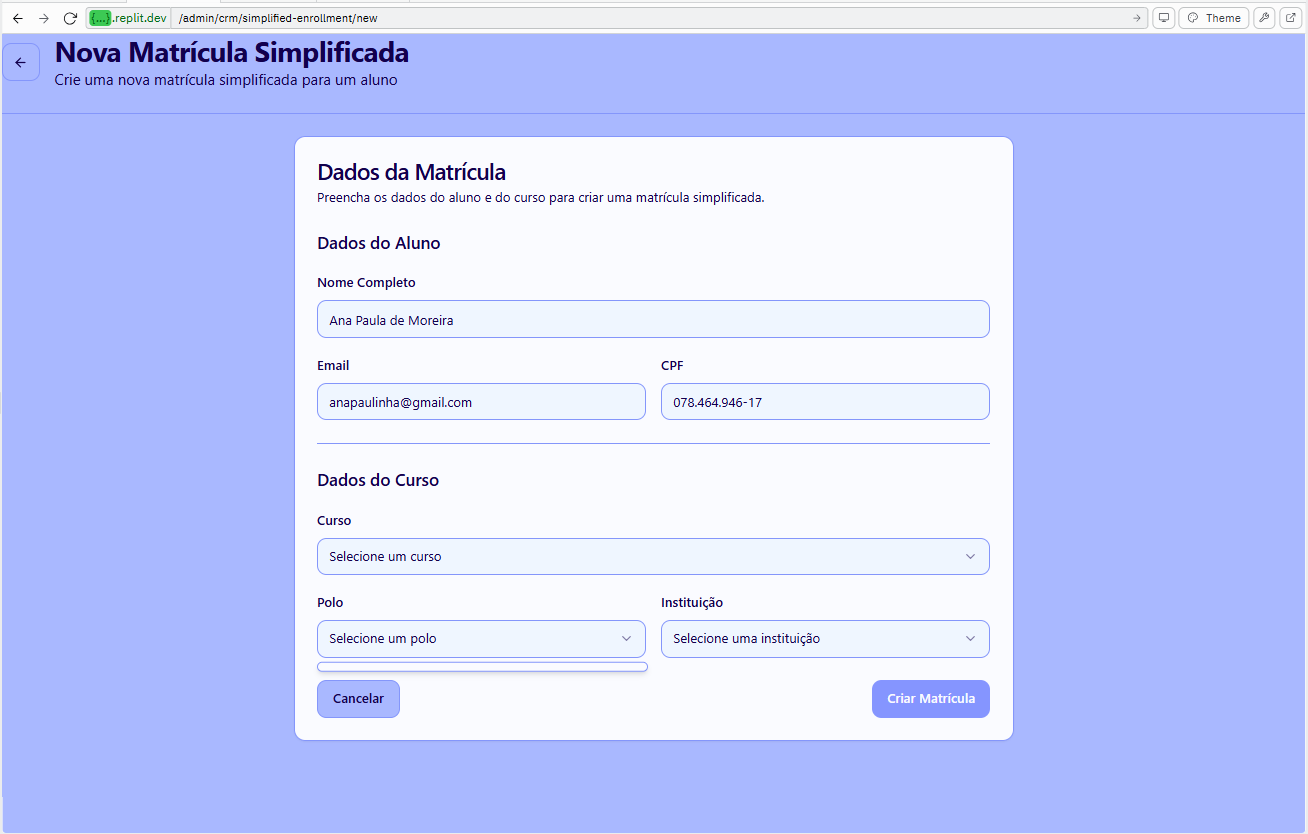 {...}.replit.dev /admin/crm/simplified-enrollment/new
Theme
Nova Matrícula Simplificada
Crie uma nova matrícula simplificada para um aluno
Dados da Matrícula
Preencha os dados do aluno e do curso para criar uma matrícula simplificada.
Dados do Aluno
Nome Completo
Ana Paula de Moreira
Email
CPF
anapaulinha@gmail.com
078.464.946-17
Dados do Curso
Curso
Selecione um curso
Polo
Instituição
Selecione um polo
Selecione uma instituição
Cancelar
Criar Matrícula